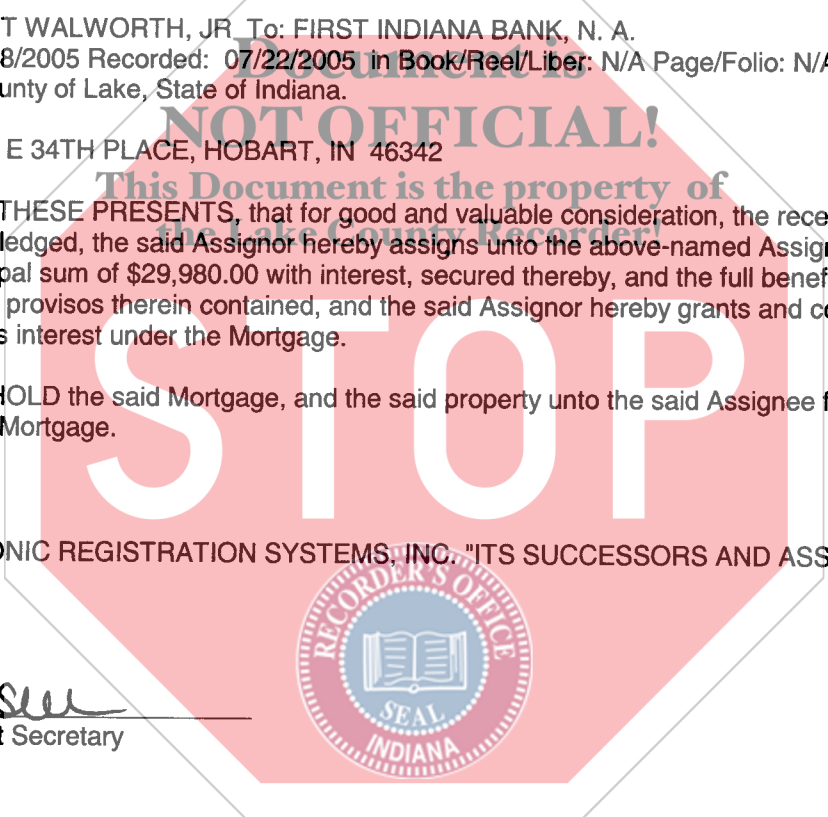 T WALWORTH, JR To: FIRST INDIANA BANK, N. A.
8/2005 Recorded: 07/22/2005 in Book/Reel/Liber: N/A Page/Folio: N/A
unty of Lake, State of Indiana.
Document is
NOT OFFICIAL!
This Document is the property of
the Lake County Recorder!
E 34TH PLACE, HOBART, IN 46342
THESE PRESENTS, that for good and valuable consideration, the rece
ledged, the said Assignor hereby assigns unto the above-named Assig
pal sum of $29,980.00 with interest, secured thereby, and the full benef
provisos therein contained, and the said Assignor hereby grants and co
s interest under the Mortgage.
STOP
HOLD the said Mortgage, and the said property unto the said Assignee f
Mortgage.
ONIC REGISTRATION SYSTEMS, INC. "ITS SUCCESSORS AND ASS
RECORDER'S OFFICE
SEAL
INDIANA
t Secretary